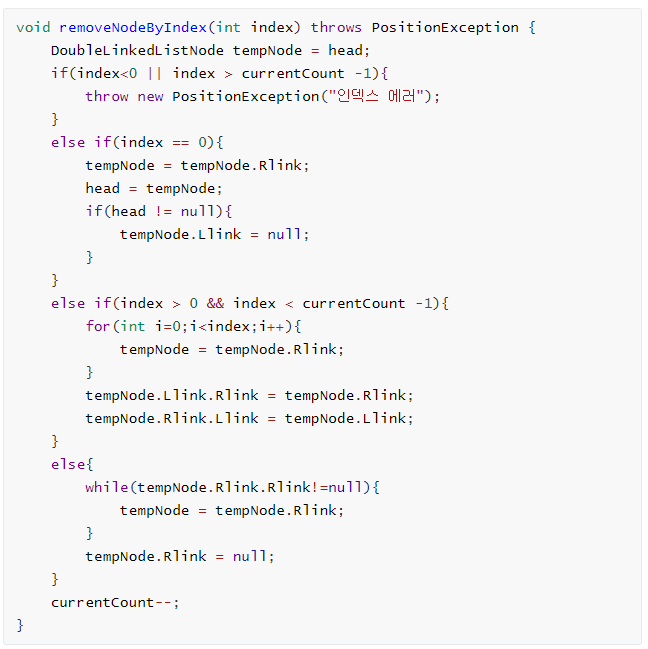 void removeNodeByIndex(int index) throws PositionException {
    DoubleLinkedListNode tempNode = head;
    if(index<0 || index > currentCount -1){
        throw new PositionException("인덱스 에러");
    }
    else if(index == 0){
        tempNode = tempNode.Rlink;
        head = tempNode;
        if(head != null){
            tempNode.Llink = null;
        }
    }
    else if(index > 0 && index < currentCount -1){
        for(int i=0;i<index;i++){
            tempNode = tempNode.Rlink;
        }
        tempNode.Llink.Rlink = tempNode.Rlink;
        tempNode.Rlink.Llink = tempNode.Llink;
    }
    else{
        while(tempNode.Rlink.Rlink!=null){
            tempNode = tempNode.Rlink;
        }
        tempNode.Rlink = null;
    }
    currentCount--;
}